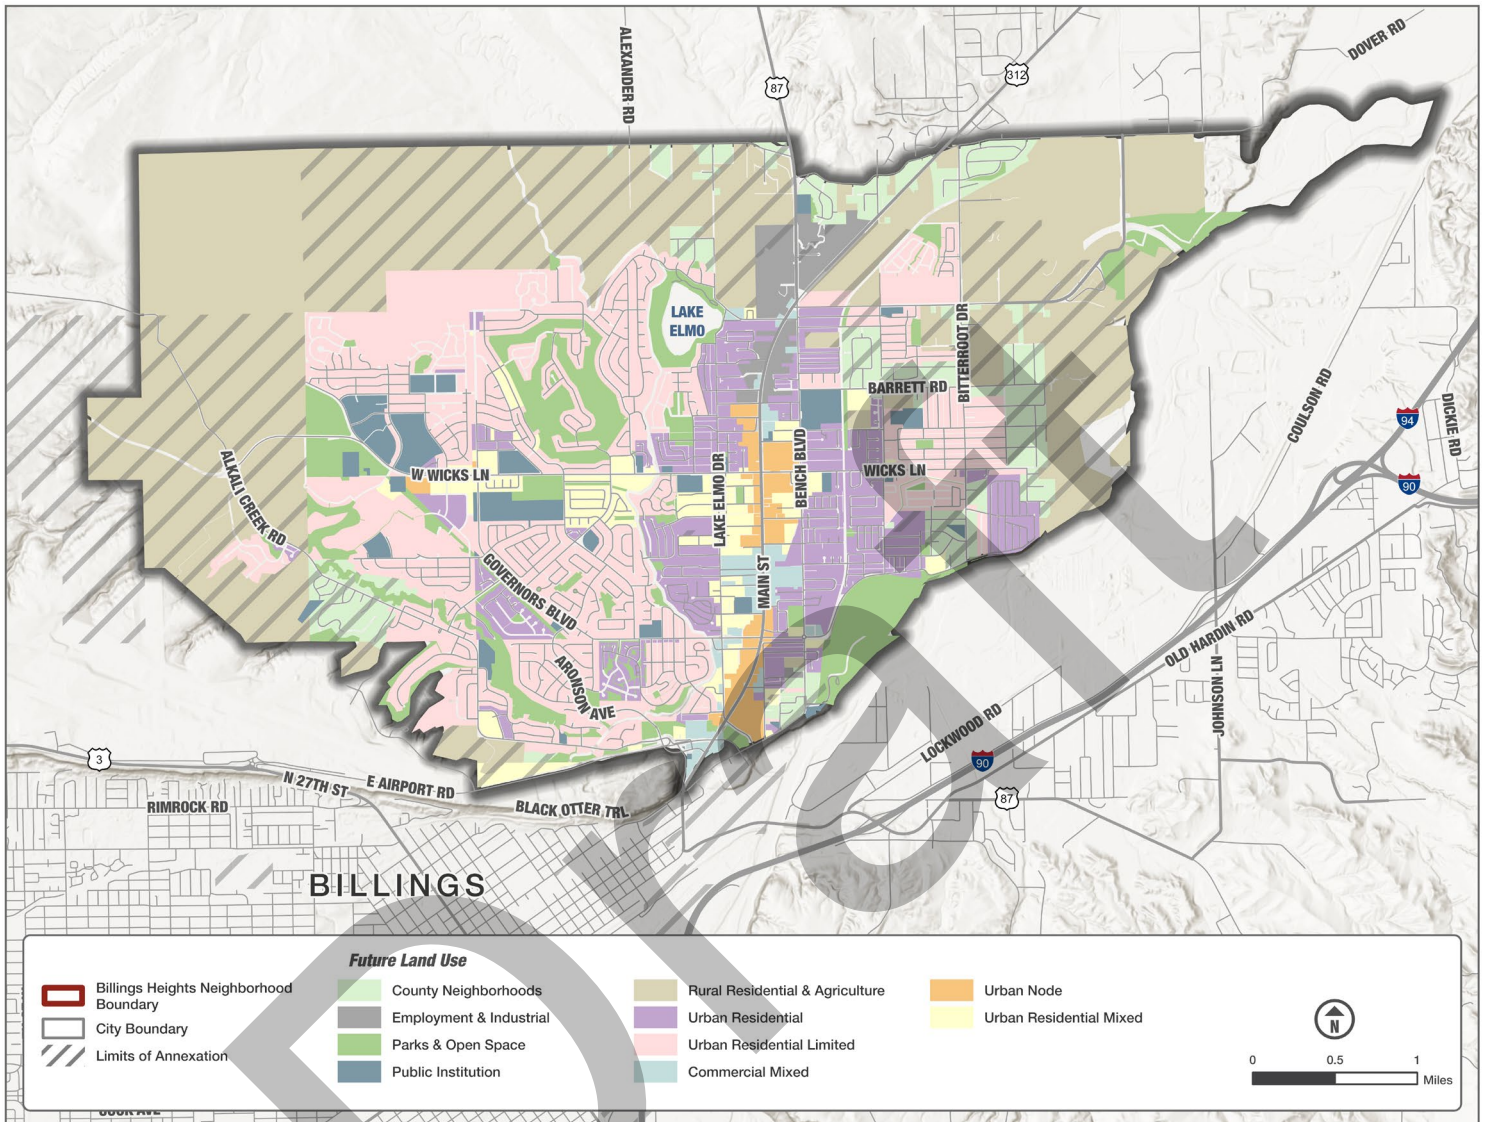 ALEXANDER RD
87
312
DOVER RD
LAKE
ELMO
BITTERROOT DR
BARRETT RD
COULSON RD
94
DICKIE RD
90
ALKALI CREEK RD
W WICKS LN
LAKE ELMO DR
BENCH BLVD
WICKS LN
GOVERNORS BLVD
MAIN ST
ARONSON AVE
OLD HARDIN RD
JOHNSON LN
LOCKWOOD RD
90
87
3
N 27TH ST
E AIRPORT RD
RIMROCK RD
BLACK OTTER TRL
BILLINGS
Draft
Future Land Use
Billings Heights Neighborhood
Boundary
City Boundary
Limits of Annexation
County Neighborhoods
Employment & Industrial
Parks & Open Space
Public Institution
Rural Residential & Agriculture
Urban Residential
Urban Residential Limited
Commercial Mixed
Urban Node
Urban Residential Mixed
N
0 0.5 1
Miles